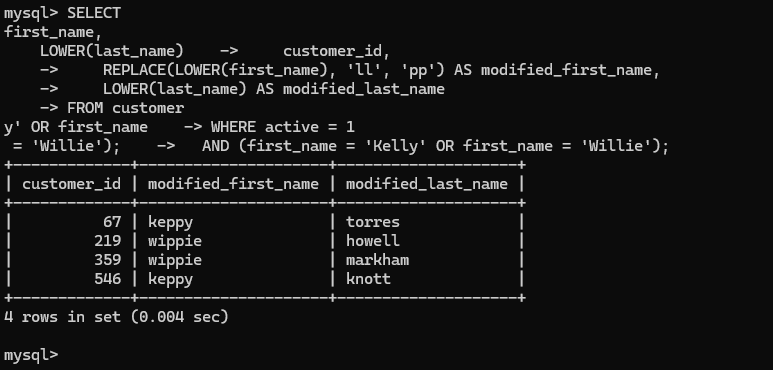 mysql> SELECT
first_name,
    LOWER(last_name)    ->     customer_id,
    ->     REPLACE(LOWER(first_name), 'll', 'pp') AS modified_first_name,
    ->     LOWER(last_name) AS modified_last_name
    -> FROM customer
y' OR first_name    -> WHERE active = 1
 = 'Willie');    ->   AND (first_name = 'Kelly' OR first_name = 'Willie');
+-------------+---------------------+--------------------+
| customer_id | modified_first_name | modified_last_name |
+-------------+---------------------+--------------------+
|          67 | keppy               | torres             |
|         219 | wippie              | howell             |
|         359 | wippie              | markham            |
|         546 | keppy               | knott              |
+-------------+---------------------+--------------------+
4 rows in set (0.004 sec)

mysql>